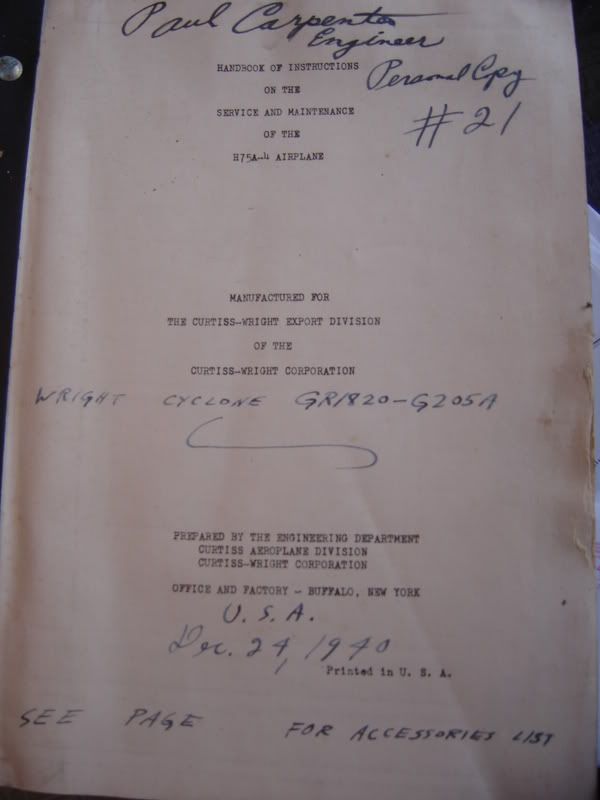 Paul Carpenter
Engineer
Personal Cpy
#21
HANDBOOK OF INSTRUCTIONS
ON THE
SERVICE AND MAINTENANCE
OF THE
H75A-4 AIRPLANE
MANUFACTURED FOR
THE CURTISS-WRIGHT EXPORT DIVISION
OF THE
CURTISS-WRIGHT CORPORATION
WRIGHT CYCLONE GR1820-G205A
PREPARED BY THE ENGINEERING DEPARTMENT
CURTISS AEROPLANE DIVISION
CURTISS-WRIGHT CORPORATION
OFFICE AND FACTORY - BUFFALO, NEW YORK
U. S. A.
Dec. 24, 1940
Printed in U. S. A.
SEE PAGE FOR ACCESSORIES LIST